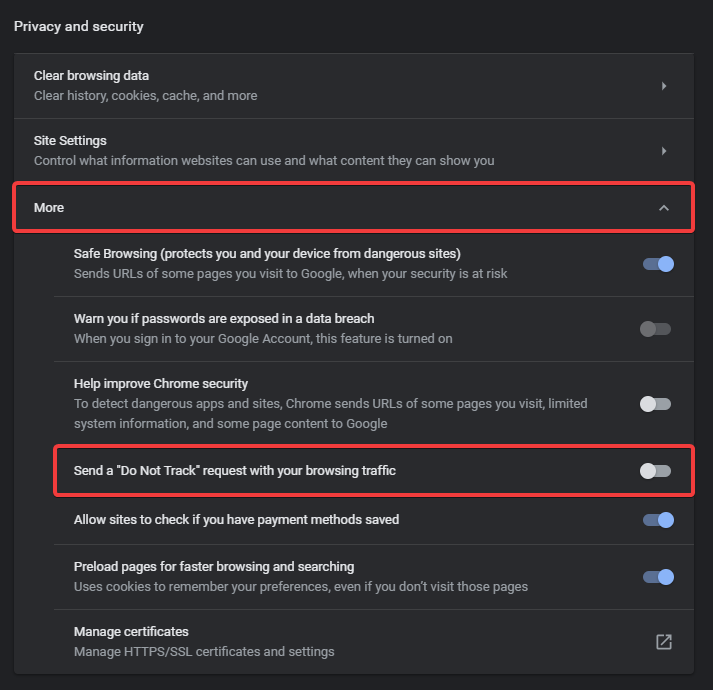 Privacy and security
Clear browsing data
Clear history, cookies, cache, and more
Site Settings
Control what information websites can use and what content they can show you
More
Safe Browsing (protects you and your device from dangerous sites)
Sends URLs of some pages you visit to Google, when your security is at risk
Warn you if passwords are exposed in a data breach
When you sign in to your Google Account, this feature is turned on
Help improve Chrome security
To detect dangerous apps and sites, Chrome sends URLs of some pages you visit, limited
system information, and some page content to Google
Send a "Do Not Track" request with your browsing traffic
Allow sites to check if you have payment methods saved
Preload pages for faster browsing and searching
Uses cookies to remember your preferences, even if you don't visit those pages
Manage certificates
Manage HTTPS/SSL certificates and settings